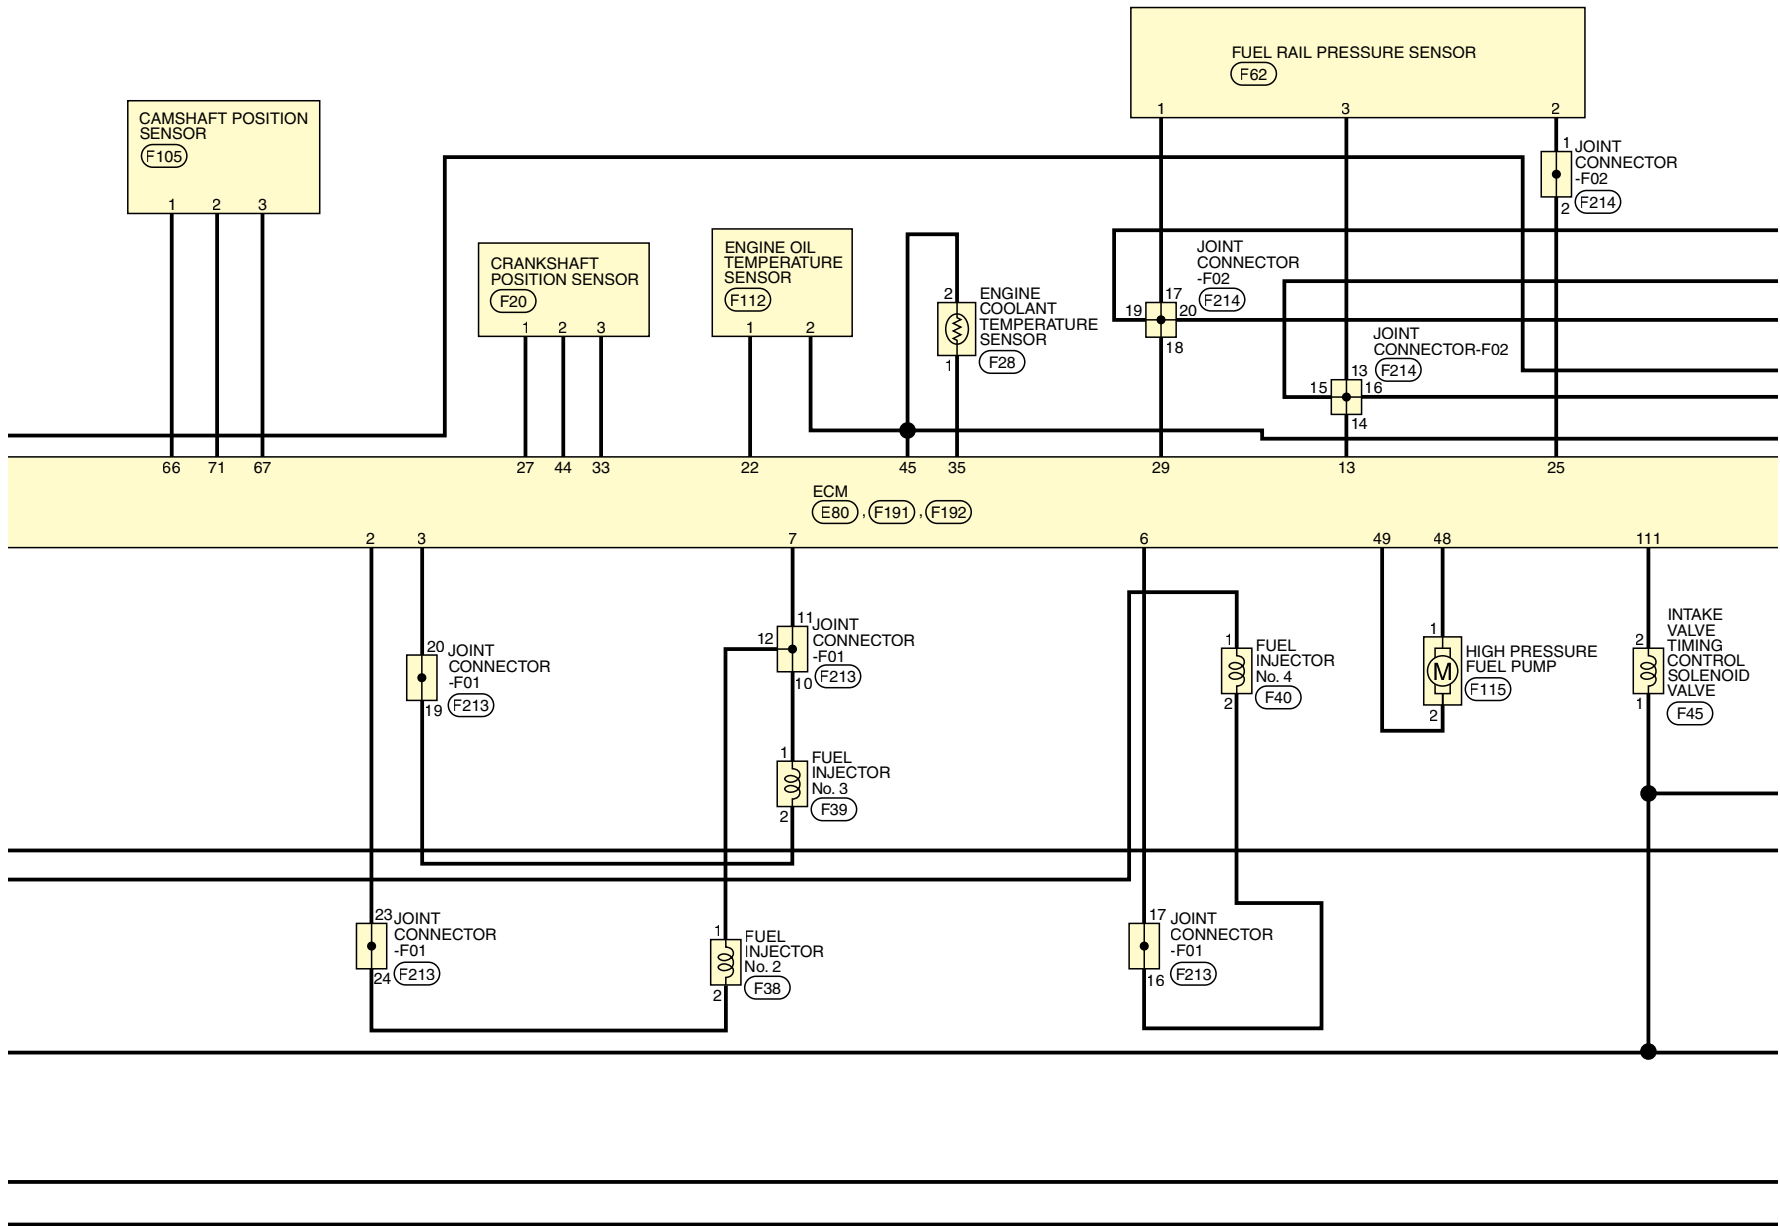 FUEL RAIL PRESSURE SENSOR
F62
1 3 2
CAMSHAFT POSITION
SENSOR
F105
1 2 3
1
JOINT
CONNECTOR
-F02
F214
2
CRANKSHAFT
POSITION SENSOR
F20
1 2 3
ENGINE OIL
TEMPERATURE
SENSOR
F112
1 2
2
ENGINE
COOLANT
TEMPERATURE
SENSOR
F28
1
JOINT
CONNECTOR
-F02
F214
17
19 20
18
JOINT
CONNECTOR-F02
F214
13
15 16
14
66 71 67 27 44 33 22 45 35 29 13 25
ECM
E80 , F191 , F192
2 3 7 6 49 48 111
20
JOINT
CONNECTOR
-F01
F213
19
11
12
JOINT
CONNECTOR
-F01
F213
10
1
FUEL
INJECTOR
No. 3
F39
2
1
FUEL
INJECTOR
No. 4
F40
2
1
M
HIGH PRESSURE
FUEL PUMP
F115
2
2
INTAKE
VALVE
TIMING
CONTROL
SOLENOID
VALVE
F45
1
23
JOINT
CONNECTOR
-F01
F213
24
1
FUEL
INJECTOR
No. 2
F38
2
17
JOINT
CONNECTOR
-F01
F213
16